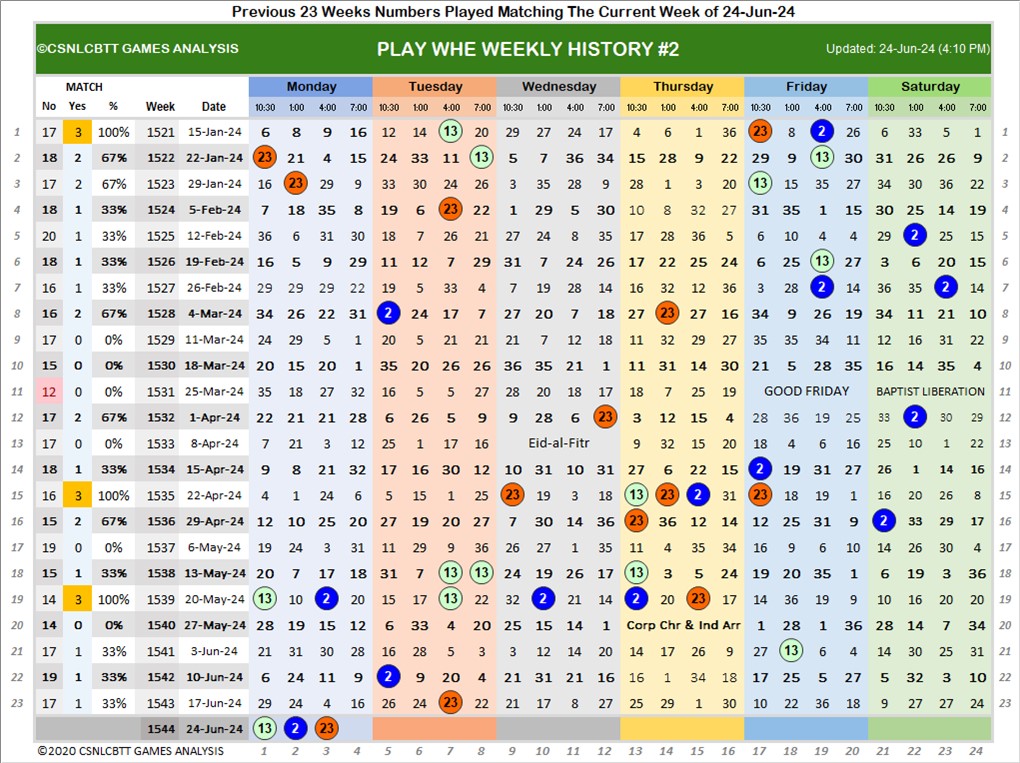 Previous 23 Weeks Numbers Played Matching The Current Week of 24-Jun-24
©CSNLCBTT GAMES ANALYSIS PLAY WHE WEEKLY HISTORY #2 Updated: 24-Jun-24 (4:10 PM)
MATCH Monday Tuesday Wednesday Thursday Friday Saturday
No Yes % Week Date 10:30 1:00 4:00 7:00 10:30 1:00 4:00 7:00 10:30 1:00 4:00 7:00 10:30 1:00 4:00 7:00 10:30 1:00 4:00 7:00 10:30 1:00 4:00 7:00
1 17 3 100% 1521 15-Jan-24 6 8 9 16 12 14 13 20 29 27 24 17 4 6 1 36 23 8 2 26 6 33 5 1 1
2 18 2 67% 1522 22-Jan-24 23 21 4 15 24 33 11 13 5 7 36 34 15 28 9 22 29 9 13 30 31 26 26 9 2
3 17 2 67% 1523 29-Jan-24 16 23 29 9 33 30 24 26 3 35 28 9 28 1 3 20 13 15 35 27 34 30 36 22 3
4 18 1 33% 1524 5-Feb-24 7 18 35 8 19 6 23 22 1 29 5 30 10 8 32 27 31 35 1 15 30 25 14 19 4
5 20 1 33% 1525 12-Feb-24 36 6 31 30 18 7 26 21 27 24 8 35 17 28 36 5 6 10 4 4 29 2 25 15 5
6 18 1 33% 1526 19-Feb-24 16 5 9 29 11 12 7 29 31 7 24 26 17 22 25 24 6 25 13 27 3 6 20 15 6
7 16 1 33% 1527 26-Feb-24 29 29 29 22 19 5 33 4 7 19 28 14 16 32 12 36 3 28 2 14 36 35 2 14 7
8 16 2 67% 1528 4-Mar-24 34 26 22 31 2 24 17 7 27 20 7 18 27 23 27 16 34 9 26 19 34 11 21 10 8
9 17 0 0% 1529 11-Mar-24 24 29 5 1 20 5 21 21 21 7 12 18 11 32 29 27 35 35 34 11 12 16 31 22 9
10 15 0 0% 1530 18-Mar-24 20 15 20 1 35 20 26 26 36 35 21 1 11 31 14 30 21 5 28 35 16 14 35 4 10
11 12 0 0% 1531 25-Mar-24 35 18 27 32 16 5 5 27 28 20 18 17 18 7 25 19 GOOD FRIDAY BAPTIST LIBERATION 11
12 17 2 67% 1532 1-Apr-24 22 21 21 28 6 26 5 9 9 28 6 23 3 12 15 4 28 36 19 25 33 2 30 29 12
13 17 0 0% 1533 8-Apr-24 7 21 3 12 25 1 17 16 Eid-al-Fitr 9 32 15 20 18 4 6 16 25 10 1 22 13
14 18 1 33% 1534 15-Apr-24 9 8 21 32 17 16 30 12 10 31 10 31 27 6 22 15 2 19 31 27 26 1 14 16 14
15 16 3 100% 1535 22-Apr-24 4 1 24 6 5 15 1 25 23 19 3 18 13 23 2 31 23 18 19 1 16 20 26 8 15
16 15 2 67% 1536 29-Apr-24 12 10 25 20 27 19 20 27 7 30 14 36 23 36 12 14 12 25 31 9 2 33 29 17 16
17 19 0 0% 1537 6-May-24 19 24 3 31 11 29 9 36 26 27 1 35 11 4 35 34 16 9 6 10 14 26 30 4 17
18 15 1 33% 1538 13-May-24 20 7 17 18 31 7 13 13 24 19 26 17 13 3 5 24 19 20 35 1 6 19 3 36 18
19 14 3 100% 1539 20-May-24 13 10 2 20 15 17 13 22 32 2 21 14 2 20 23 17 14 36 19 9 10 16 20 20 19
20 14 0 0% 1540 27-May-24 28 19 15 12 6 33 4 20 25 15 14 1 Corp Chr & Ind Arr 1 28 1 36 28 14 7 34 20
21 17 1 33% 1541 3-Jun-24 21 31 30 28 16 28 5 3 3 12 14 20 14 17 26 9 27 13 6 4 14 30 25 31 21
22 19 1 33% 1542 10-Jun-24 6 24 11 9 2 9 20 4 21 31 21 16 16 1 34 18 17 25 5 27 5 32 3 10 22
23 17 1 33% 1543 17-Jun-24 29 24 4 16 26 24 23 22 21 17 8 27 25 29 1 30 10 22 36 18 9 27 27 24 23
1544 24-Jun-24 13 2 23
©2020 CSNLCBTT GAMES ANALYSIS 1 2 3 4 5 6 7 8 9 10 11 12 13 14 15 16 17 18 19 20 21 22 23 24